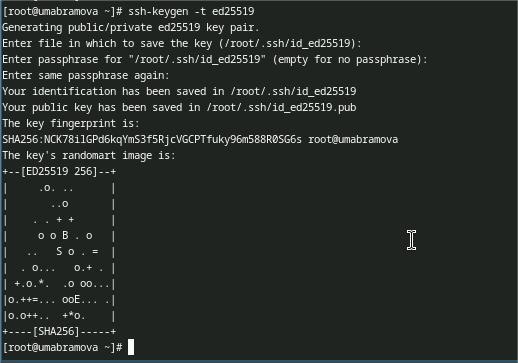 [root@umabramova ~]# ssh-keygen -t ed25519
Generating public/private ed25519 key pair.
Enter file in which to save the key (/root/.ssh/id_ed25519):
Enter passphrase for "/root/.ssh/id_ed25519" (empty for no passphrase):
Enter same passphrase again:
Your identification has been saved in /root/.ssh/id_ed25519
Your public key has been saved in /root/.ssh/id_ed25519.pub
The key fingerprint is:
SHA256:NCK78ilGPd6kqYmS3f5RjcVGCPTfuky96m588R0SG6s root@umabramova
The key's randomart image is:
+--[ED25519 256]--+
|     .o. ..      |
|       ..o       |
|    . . + +      |
|     o o B . o   |
|   ..   S o . =  |
|  . o...   o.+ . |
| +.o.*.  .o oo...|
|o.++=... ooE... .|
|o.o++..  +*o.    |
+----[SHA256]-----+
[root@umabramova ~]#